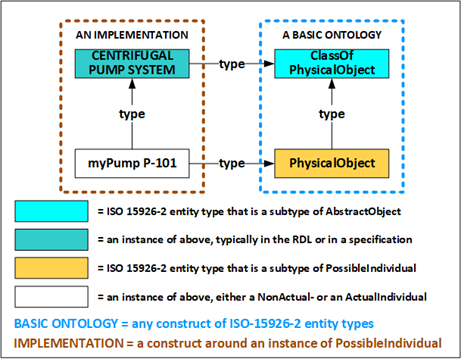 AN IMPLEMENTATION
A BASIC ONTOLOGY
CENTRIFUGAL
PUMP SYSTEM
type
ClassOf
PhysicalObject
type
type
myPump P-101
type
PhysicalObject
= ISO 15926-2 entity type that is a subtype of AbstractObject
= an instance of above, typically in the RDL or in a specification
= ISO 15926-2 entity type that is a subtype of PossibleIndividual
= an instance of above, either a NonActual- or an ActualIndividual
BASIC ONTOLOGY = any construct of ISO-15926-2 entity types
IMPLEMENTATION = a construct around an instance of PossibleIndividual